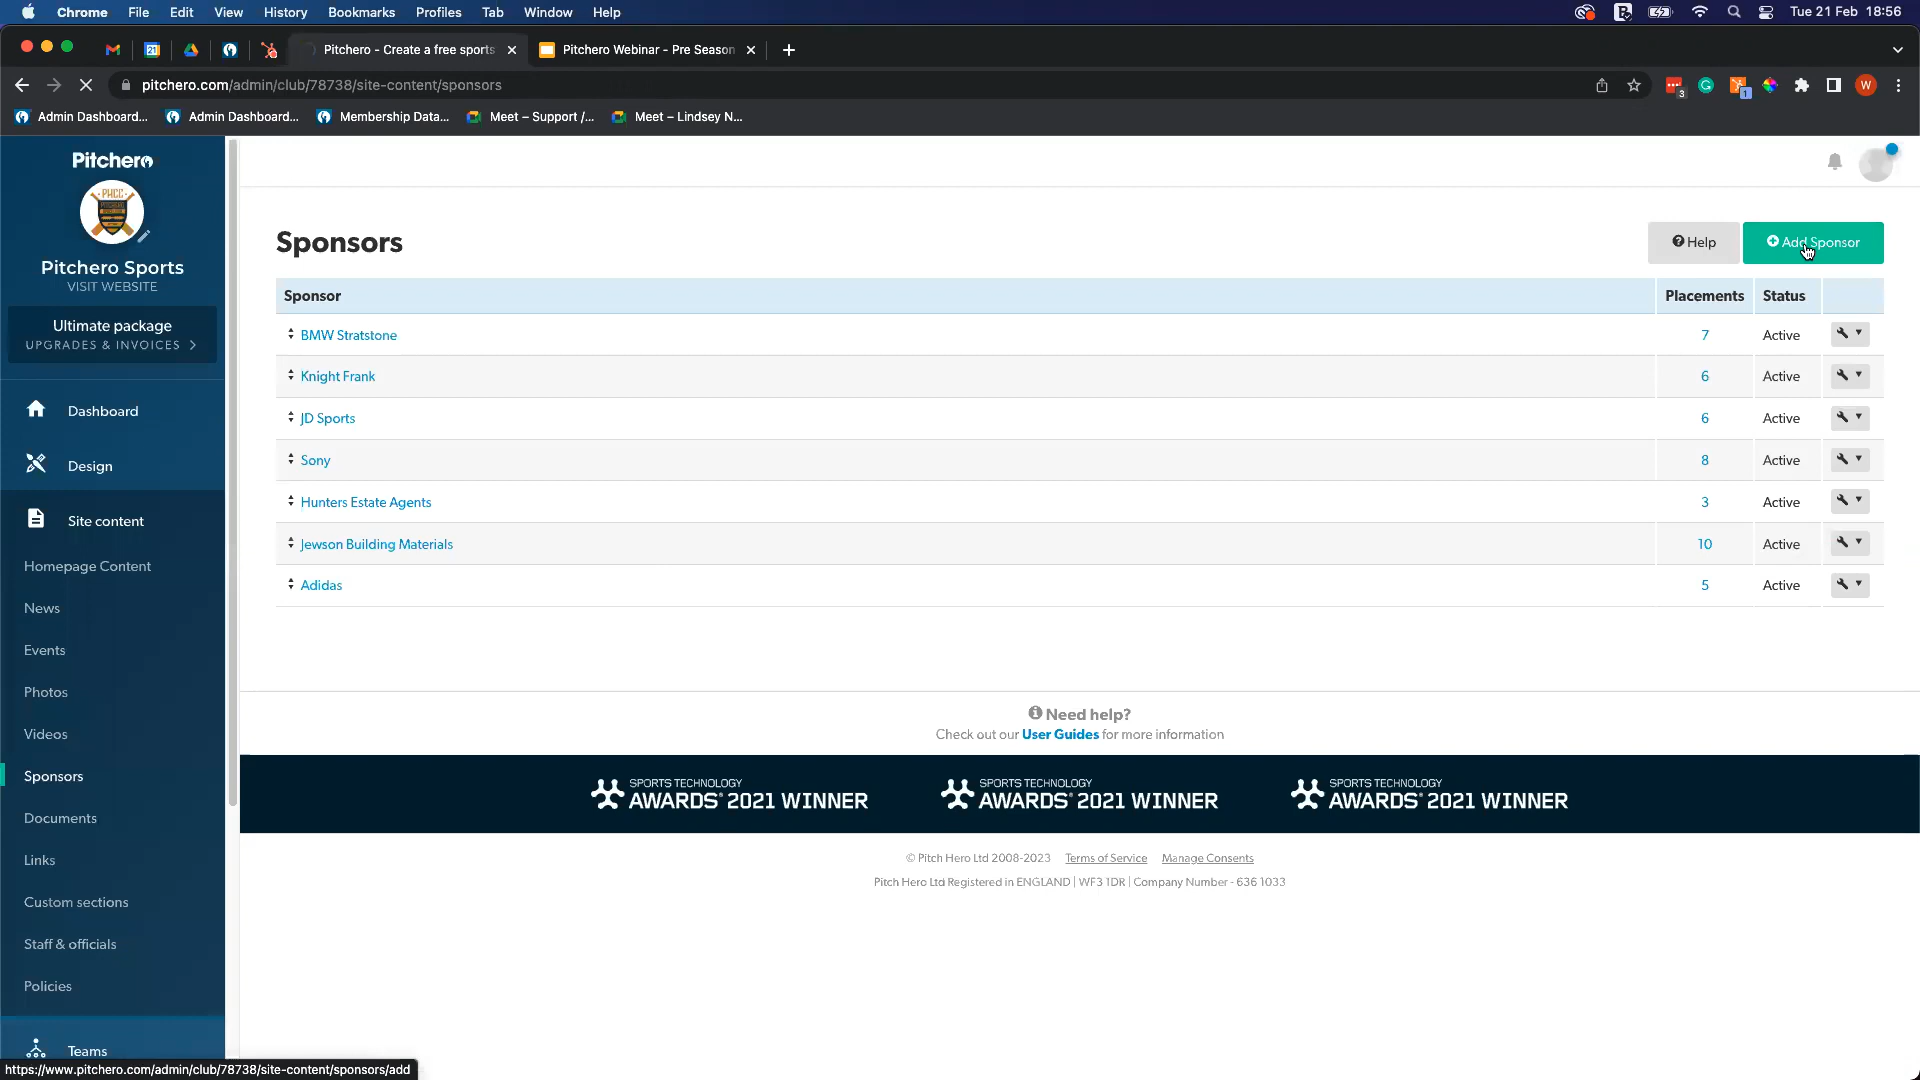 Chrome File Edit View History Bookmarks Profiles Tab Window Help Tue 21 Feb 18:56
Pitchero - Create a free sports Pitchero Webinar - Pre Season
pitchero.com/admin/club/78738/site-content/sponsors 3 1 W
Admin Dashboard... Admin Dashboard... Membership Data... Meet – Support /... Meet – Lindsey N...
Pitchero
PHCC
Pitchero Sports
VISIT WEBSITE
Ultimate package
UPGRADES & INVOICES
Dashboard
Design
Site content
Homepage Content
News
Events
Photos
Videos
Sponsors
Documents
Links
Custom sections
Staff & officials
Policies
Teams
Sponsors
Help Add Sponsor
Sponsor Placements Status
BMW Stratstone 7 Active
Knight Frank 6 Active
JD Sports 6 Active
Sony 8 Active
Hunters Estate Agents 3 Active
Jewson Building Materials 10 Active
Adidas 5 Active
Need help?
Check out our User Guides for more information
SPORTS TECHNOLOGY SPORTS TECHNOLOGY SPORTS TECHNOLOGY
AWARDS 2021 WINNER AWARDS 2021 WINNER AWARDS 2021 WINNER
© Pitch Hero Ltd 2008-2023 Terms of Service Manage Consents
Pitch Hero Ltd Registered in ENGLAND | WF3 1DR | Company Number - 636 1033
https://www.pitchero.com/admin/club/78738/site-content/sponsors/add